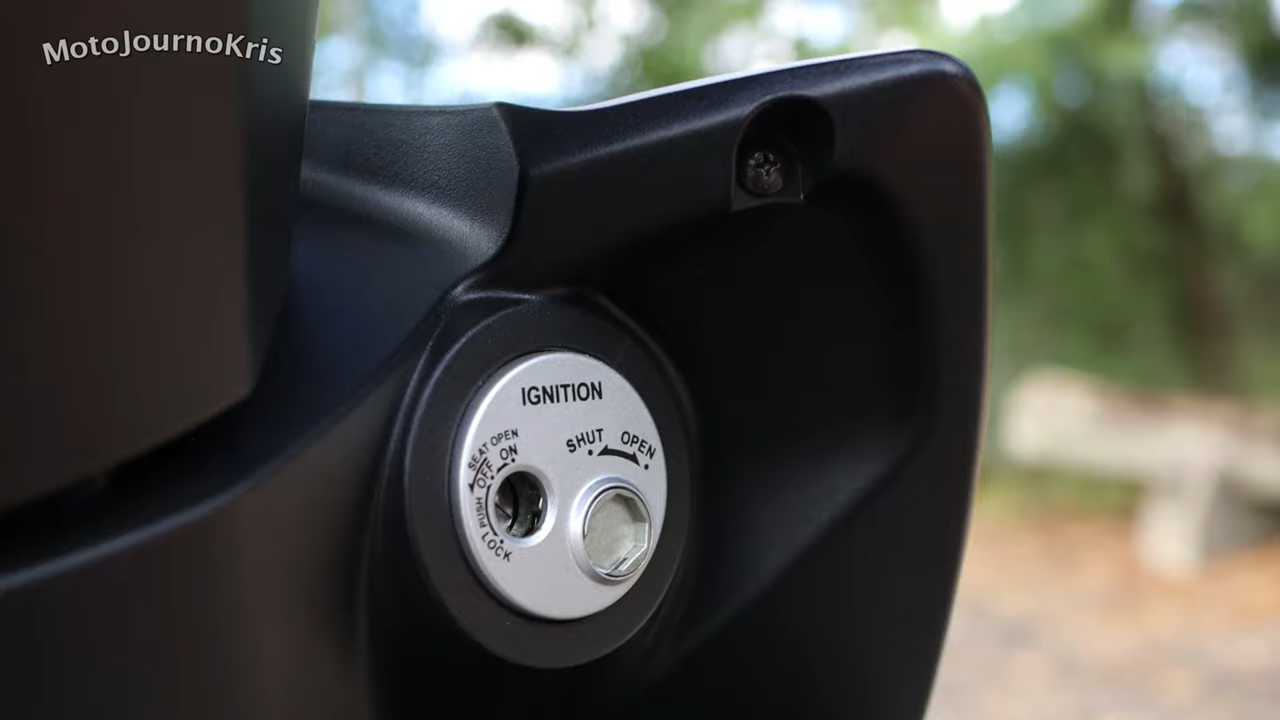 MotoJournoKris
IGNITION
SHUT OPEN
SEAT OPEN
ON
OFF
PUSH
LOCK